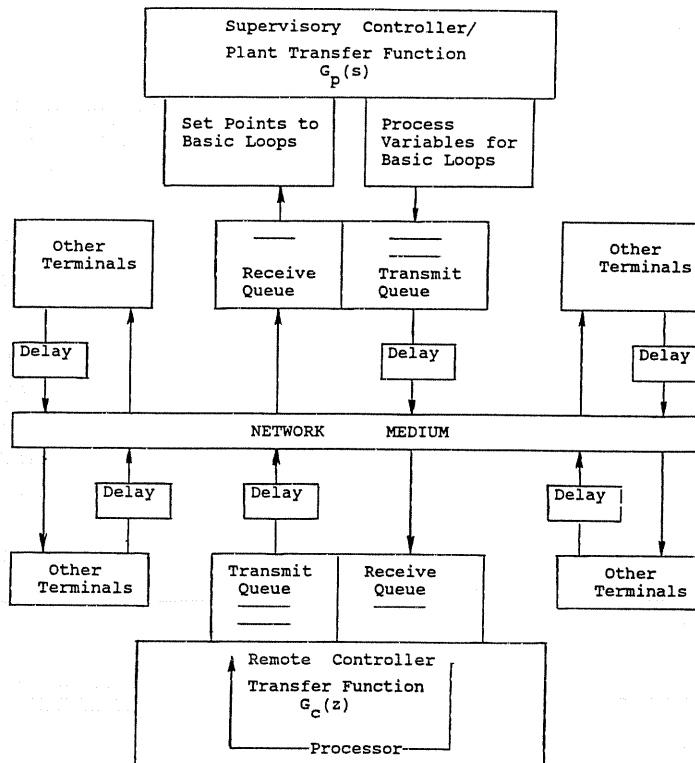 Supervisory Controller/
Plant Transfer Function
G_p(s)
Set Points to
Basic Loops
Process
Variables for
Basic Loops
Other
Terminals
Receive
Queue
Transmit
Queue
Other
Terminals
Delay
Delay
Delay
NETWORK MEDIUM
Delay
Delay
Delay
Other
Terminals
Transmit
Queue
Receive
Queue
Other
Terminals
Remote Controller
Transfer Function
G_c(z)
Processor